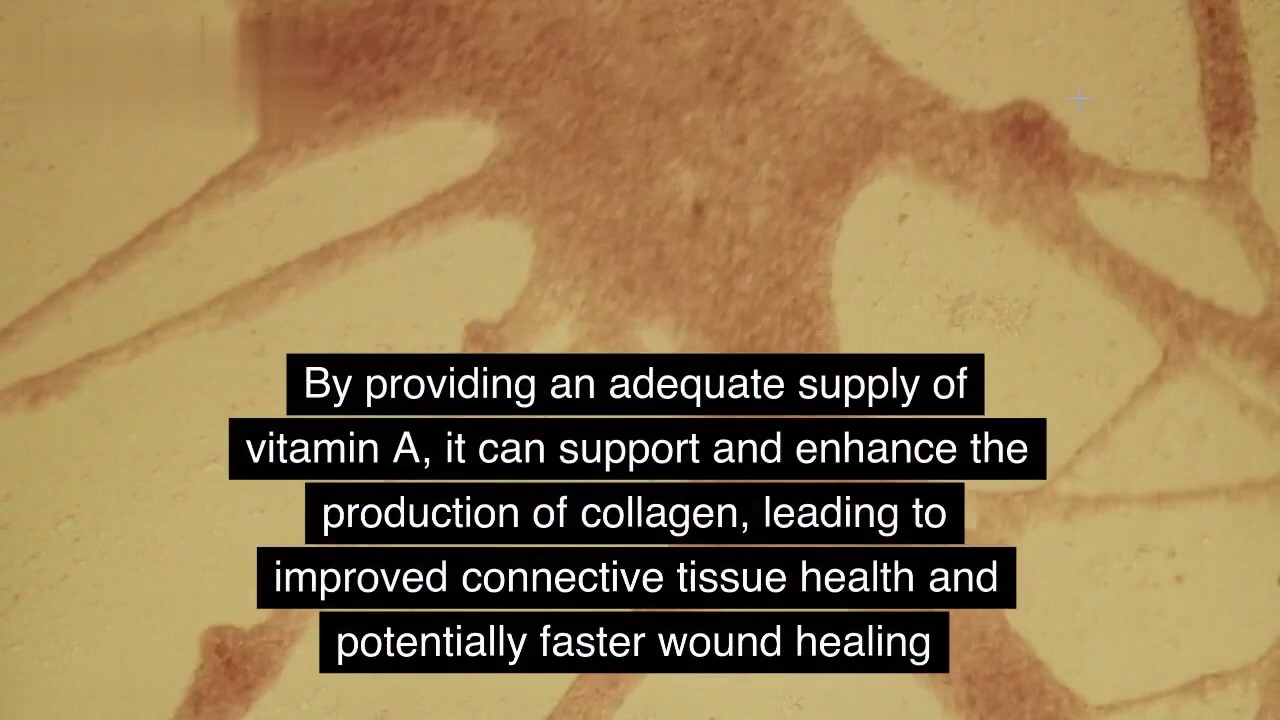 By providing an adequate supply of
vitamin A, it can support and enhance the
production of collagen, leading to
improved connective tissue health and
potentially faster wound healing